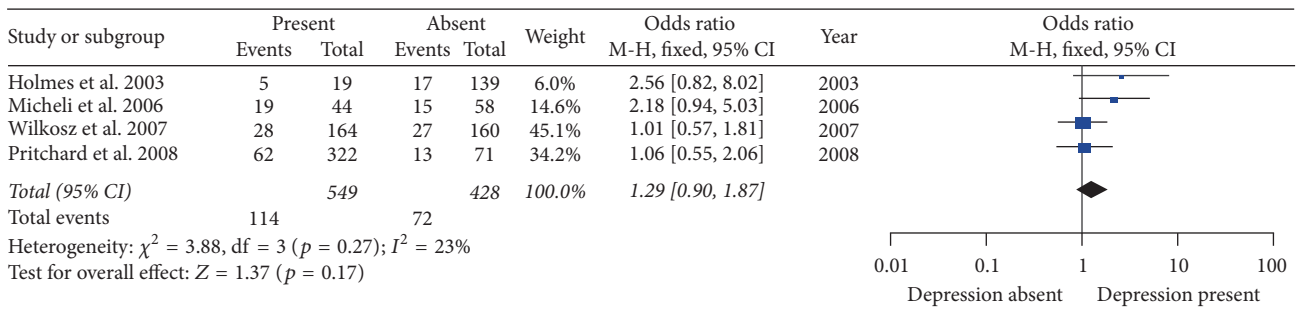 Study or subgroup Present Absent Weight Odds ratio Year Odds ratio
Events Total Events Total M-H, fixed, 95% CI M-H, fixed, 95% CI
Holmes et al. 2003 5 19 17 139 6.0% 2.56 [0.82, 8.02] 2003
Micheli et al. 2006 19 44 15 58 14.6% 2.18 [0.94, 5.03] 2006
Wilkosz et al. 2007 28 164 27 160 45.1% 1.01 [0.57, 1.81] 2007
Pritchard et al. 2008 62 322 13 71 34.2% 1.06 [0.55, 2.06] 2008
Total (95% CI) 549 428 100.0% 1.29 [0.90, 1.87]
Total events 114 72
Heterogeneity: χ² = 3.88, df = 3 (p = 0.27); I² = 23%
Test for overall effect: Z = 1.37 (p = 0.17)
0.01 0.1 1 10 100
Depression absent Depression present